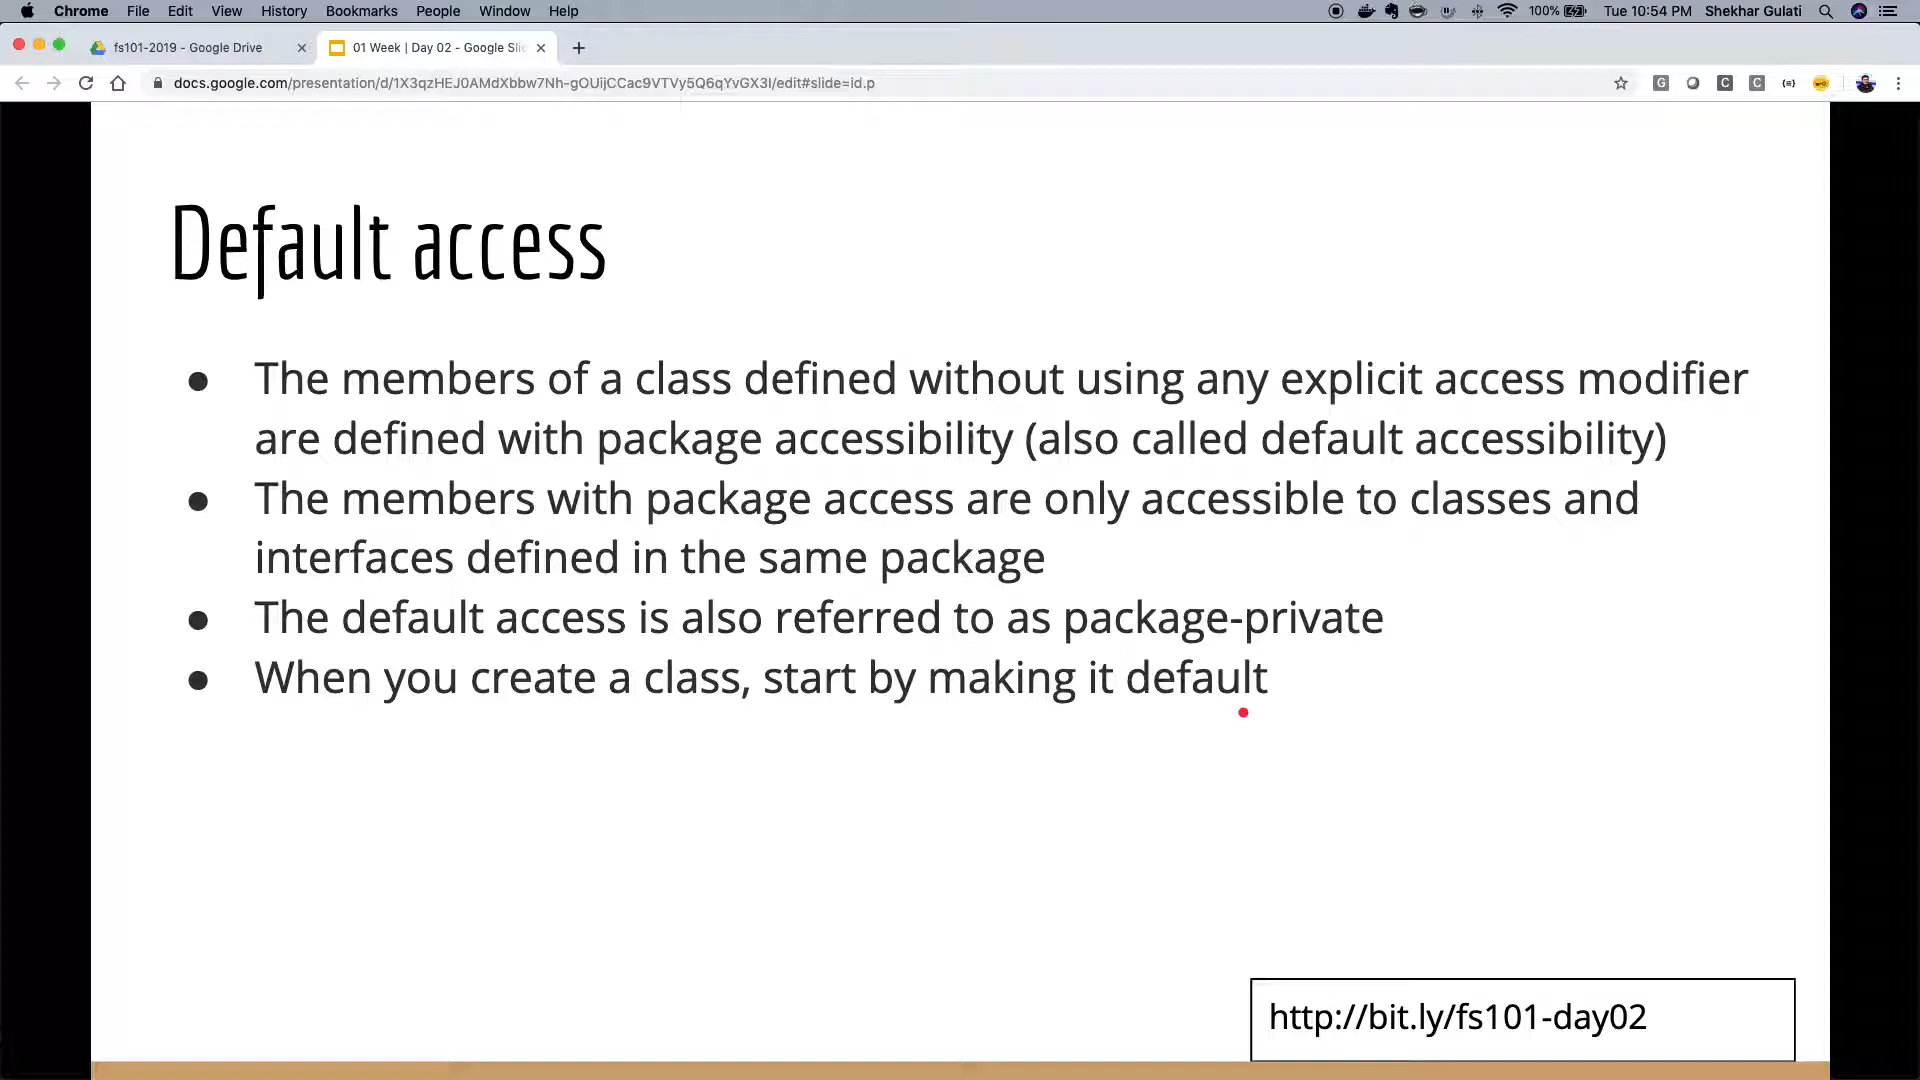 Chrome File Edit View History Bookmarks People Window Help 100% Tue 10:54 PM Shekhar Gulati
fs101-2019 - Google Drive 01 Week | Day 02 - Google Slid
docs.google.com/presentation/d/1X3qzHEJ0AMdXbbw7Nh-gOUijCCac9VTVy5Q6qYvGX3I/edit#slide=id.p
Default access
● The members of a class defined without using any explicit access modifier
are defined with package accessibility (also called default accessibility)
● The members with package access are only accessible to classes and
interfaces defined in the same package
● The default access is also referred to as package-private
● When you create a class, start by making it default
http://bit.ly/fs101-day02